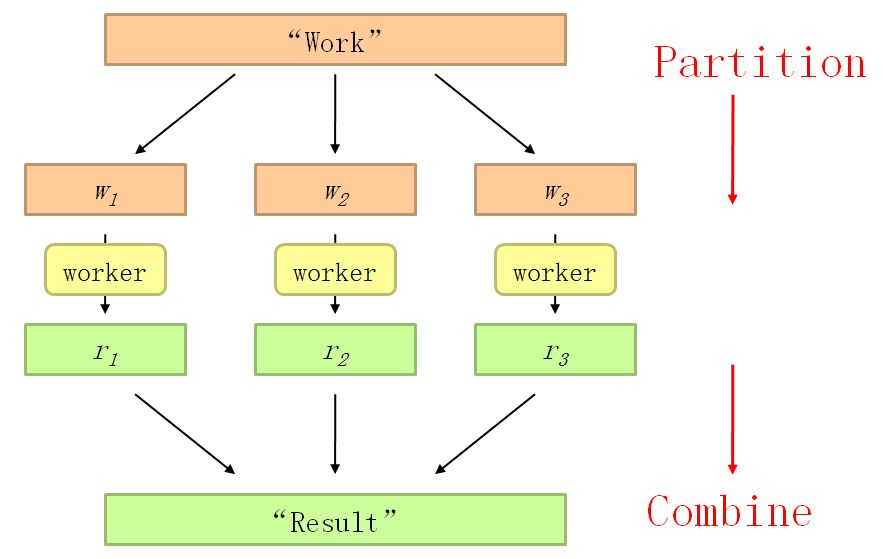 “Work”
Partition
w1 w2 w3
worker worker worker
r1 r2 r3
“Result”
Combine